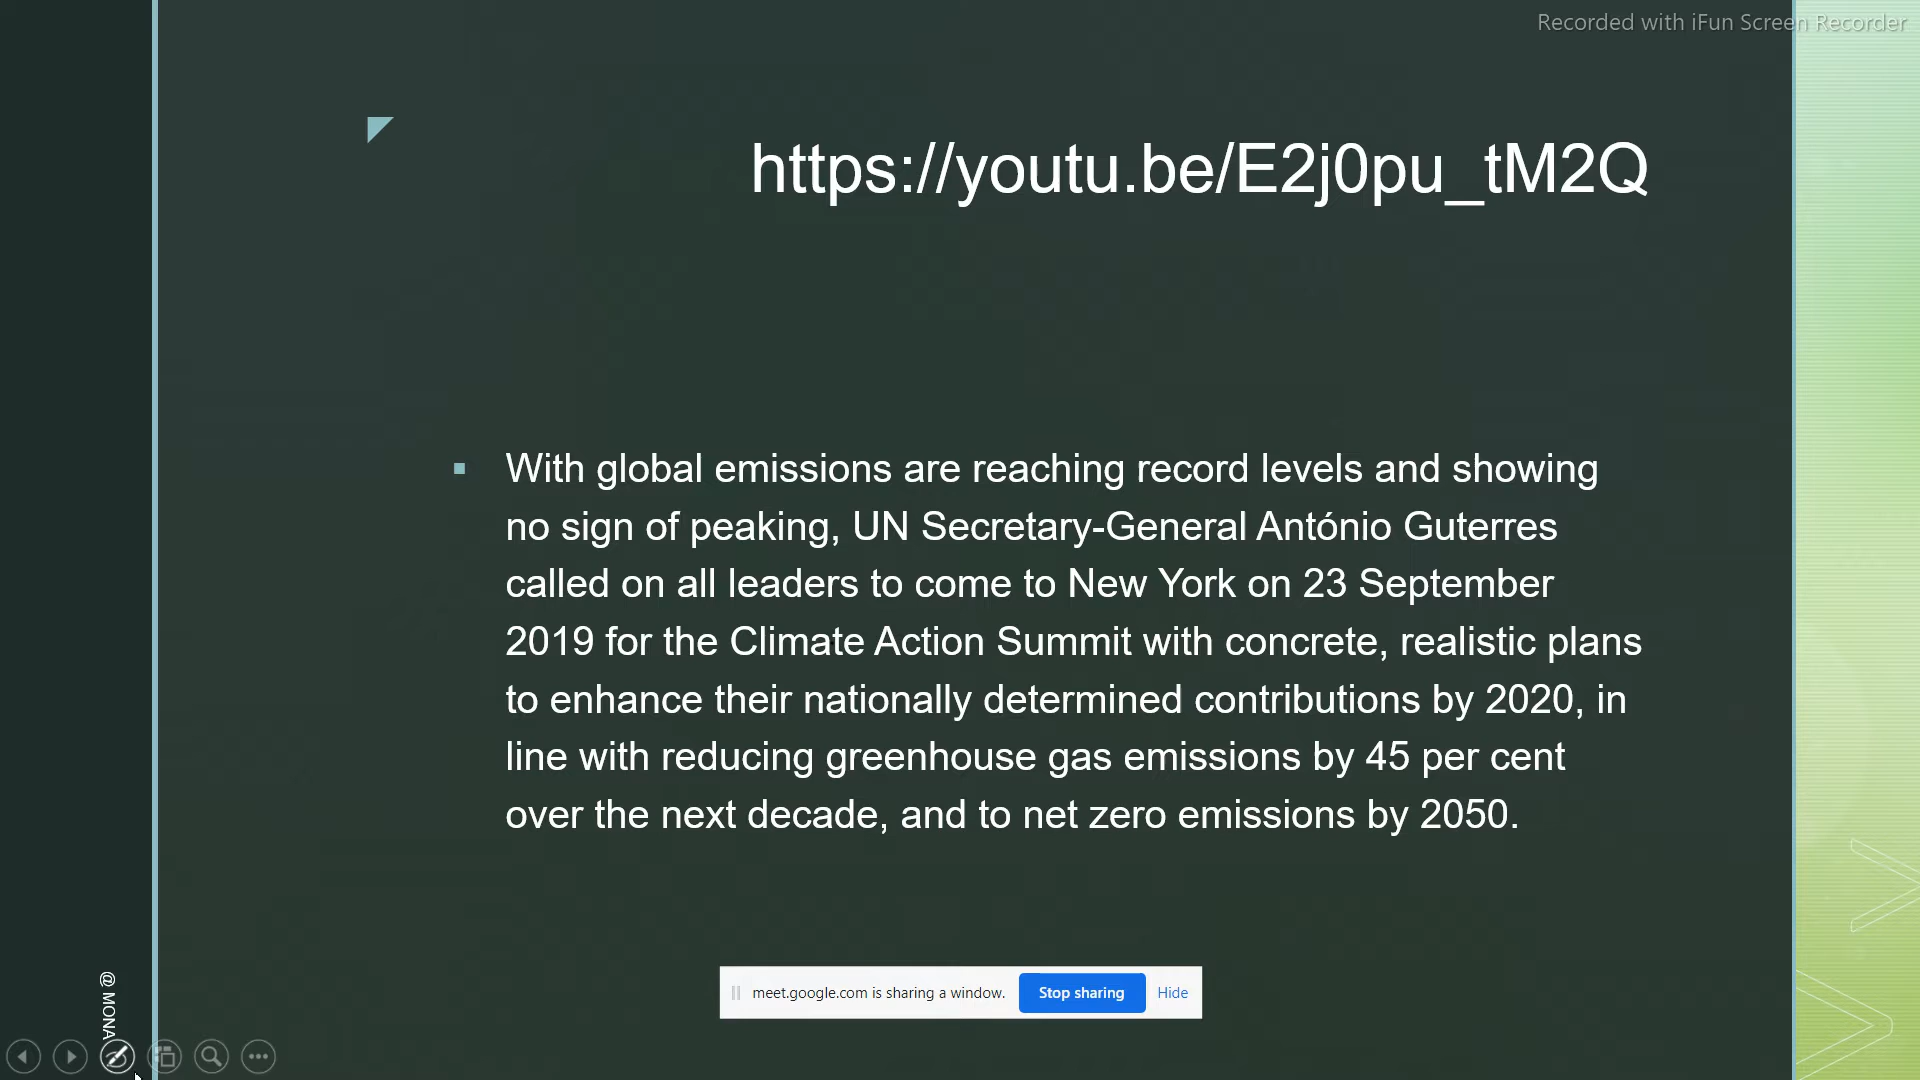 Recorded with iFun Screen Recorder
https://youtu.be/E2j0pu_tM2Q
▪ With global emissions are reaching record levels and showing
no sign of peaking, UN Secretary-General António Guterres
called on all leaders to come to New York on 23 September
2019 for the Climate Action Summit with concrete, realistic plans
to enhance their nationally determined contributions by 2020, in
line with reducing greenhouse gas emissions by 45 per cent
over the next decade, and to net zero emissions by 2050.
@ MONA
meet.google.com is sharing a window. Stop sharing Hide